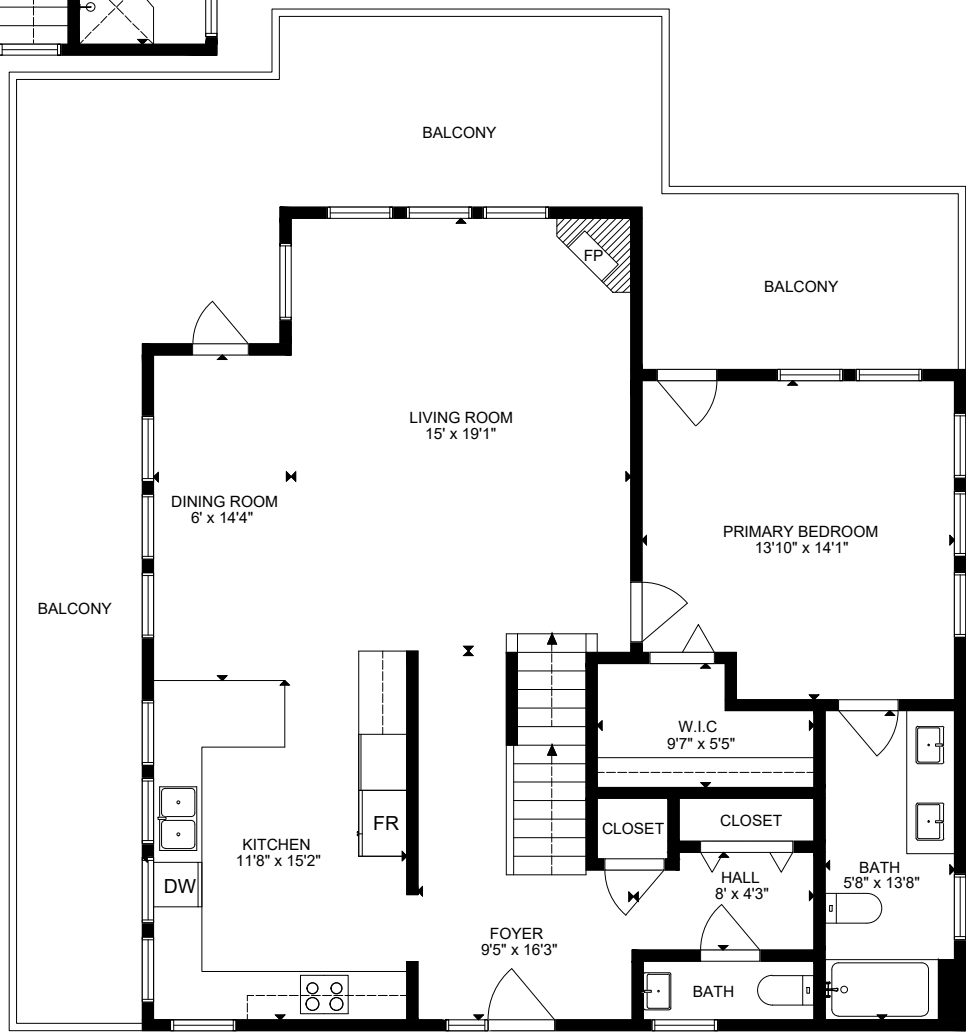 BALCONY
FP
BALCONY
LIVING ROOM
15' x 19'1"
DINING ROOM
6' x 14'4"
PRIMARY BEDROOM
13'10" x 14'1"
BALCONY
W.I.C
9'7" x 5'5"
FR
CLOSET
CLOSET
KITCHEN
11'8" x 15'2"
DW
HALL
8' x 4'3"
BATH
5'8" x 13'8"
FOYER
9'5" x 16'3"
BATH